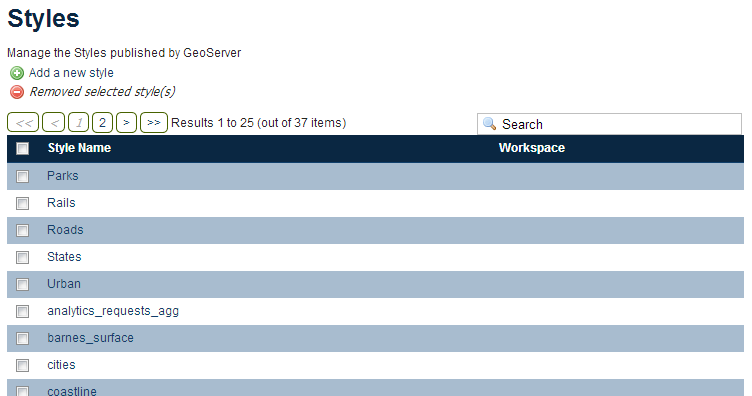 Styles
Manage the Styles published by GeoServer
Add a new style
Removed selected style(s)
<< < 1 2 > >> Results 1 to 25 (out of 37 items) Search
Style Name Workspace
Parks
Rails
Roads
States
Urban
analytics_requests_agg
barnes_surface
cities
coastline